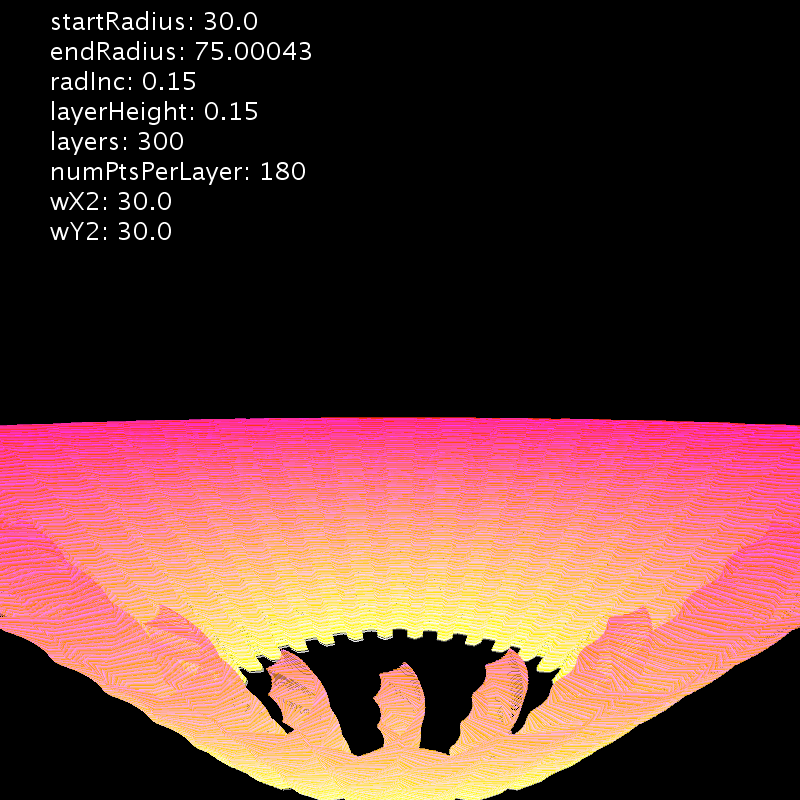 startRadius: 30.0
endRadius: 75.00043
radInc: 0.15
layerHeight: 0.15
layers: 300
numPtsPerLayer: 180
wX2: 30.0
wY2: 30.0